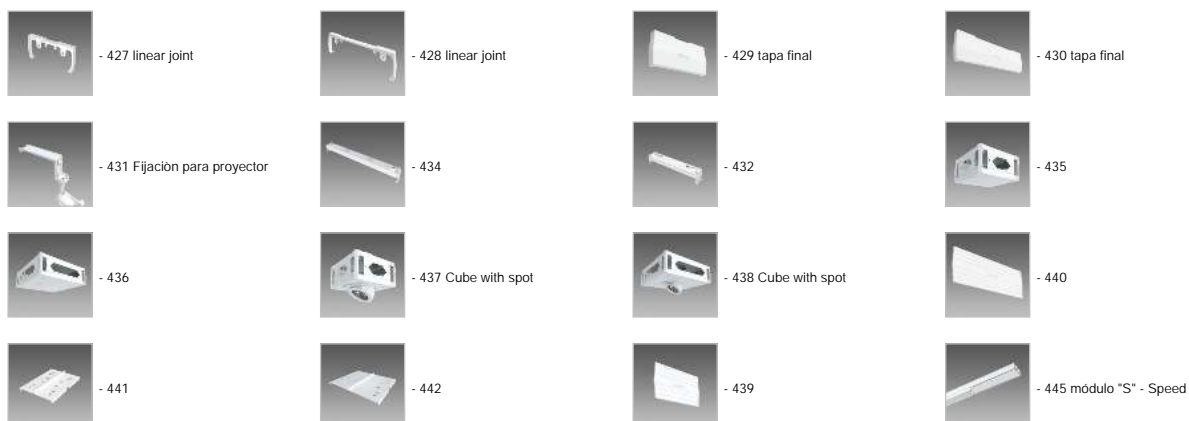 - 427 linear joint
- 428 linear joint
- 429 tapa final
- 430 tapa final
- 431 Fijaciòn para proyector
- 434
- 432
- 435
- 436
- 437 Cube with spot
- 438 Cube with spot
- 440
- 441
- 442
- 439
- 445 módulo "S" - Speed